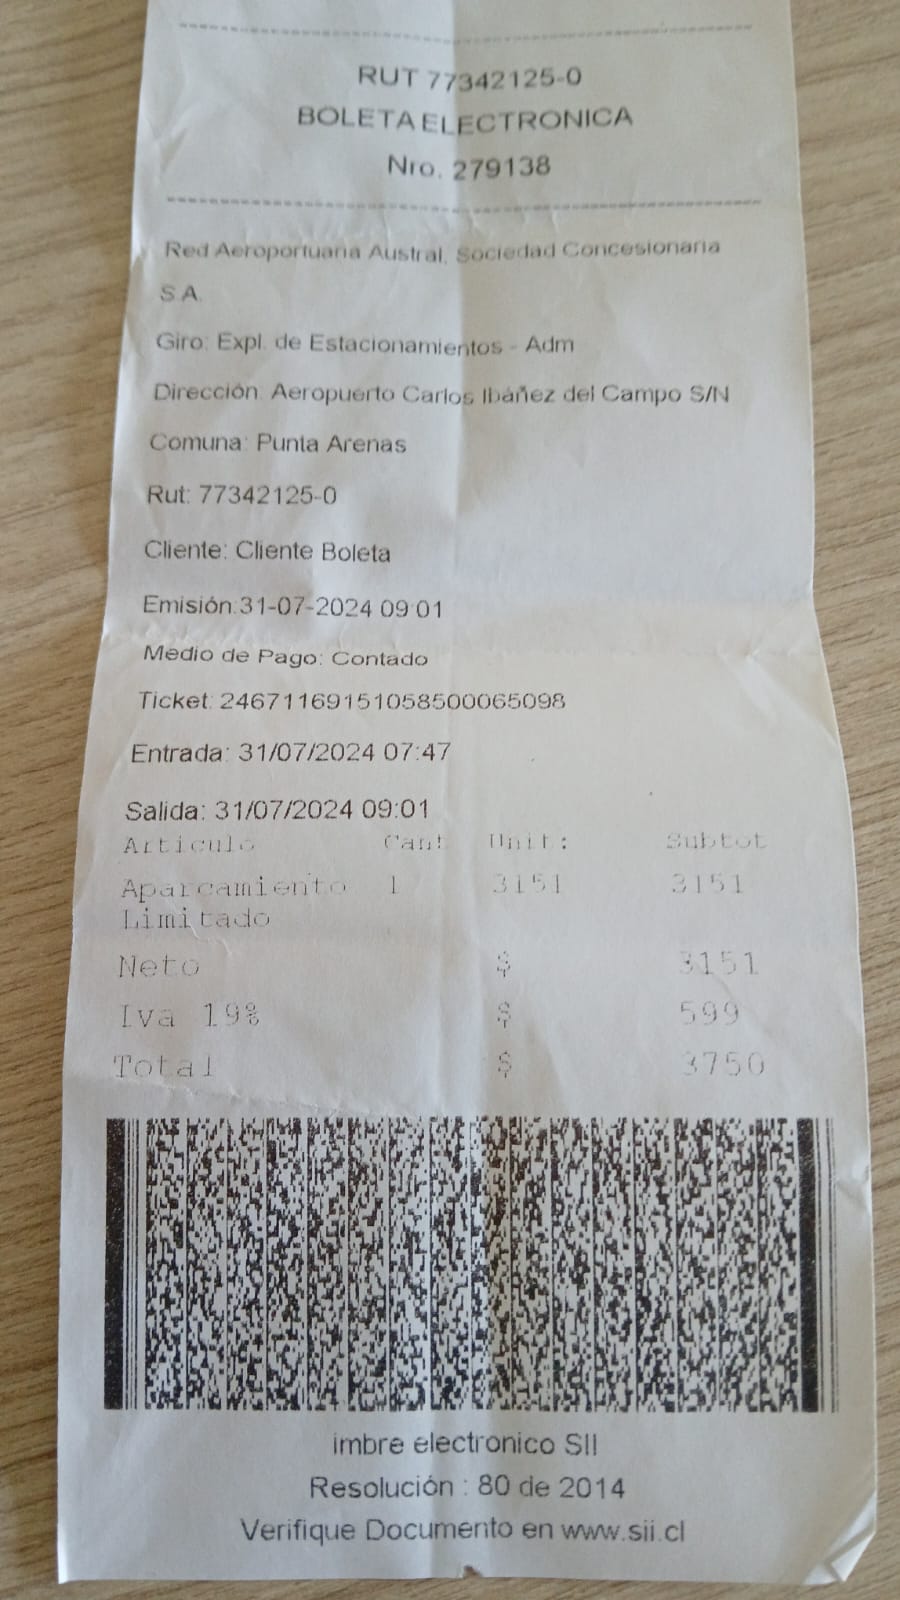 RUT 77342125-0
BOLETA ELECTRONICA
Nro. 279138
Red Aeroportuaria Austral, Sociedad Concesionaria
S.A.
Giro: Expl. de Estacionamientos - Adm
Dirección: Aeropuerto Carlos Ibáñez del Campo S/N
Comuna: Punta Arenas
Rut: 77342125-0
Cliente: Cliente Boleta
Emisión:31-07-2024 09:01
Medio de Pago: Contado
Ticket: 24671169151058500065098
Entrada: 31/07/2024 07:47
Salida: 31/07/2024 09:01
Artículo Cant Unit: Subtot
Aparcamiento 1 3151 3151
Limitado
Neto $ 3151
Iva 19% $ 599
Total $ 3750
imbre electronico SII
Resolución : 80 de 2014
Verifique Documento en www.sii.cl